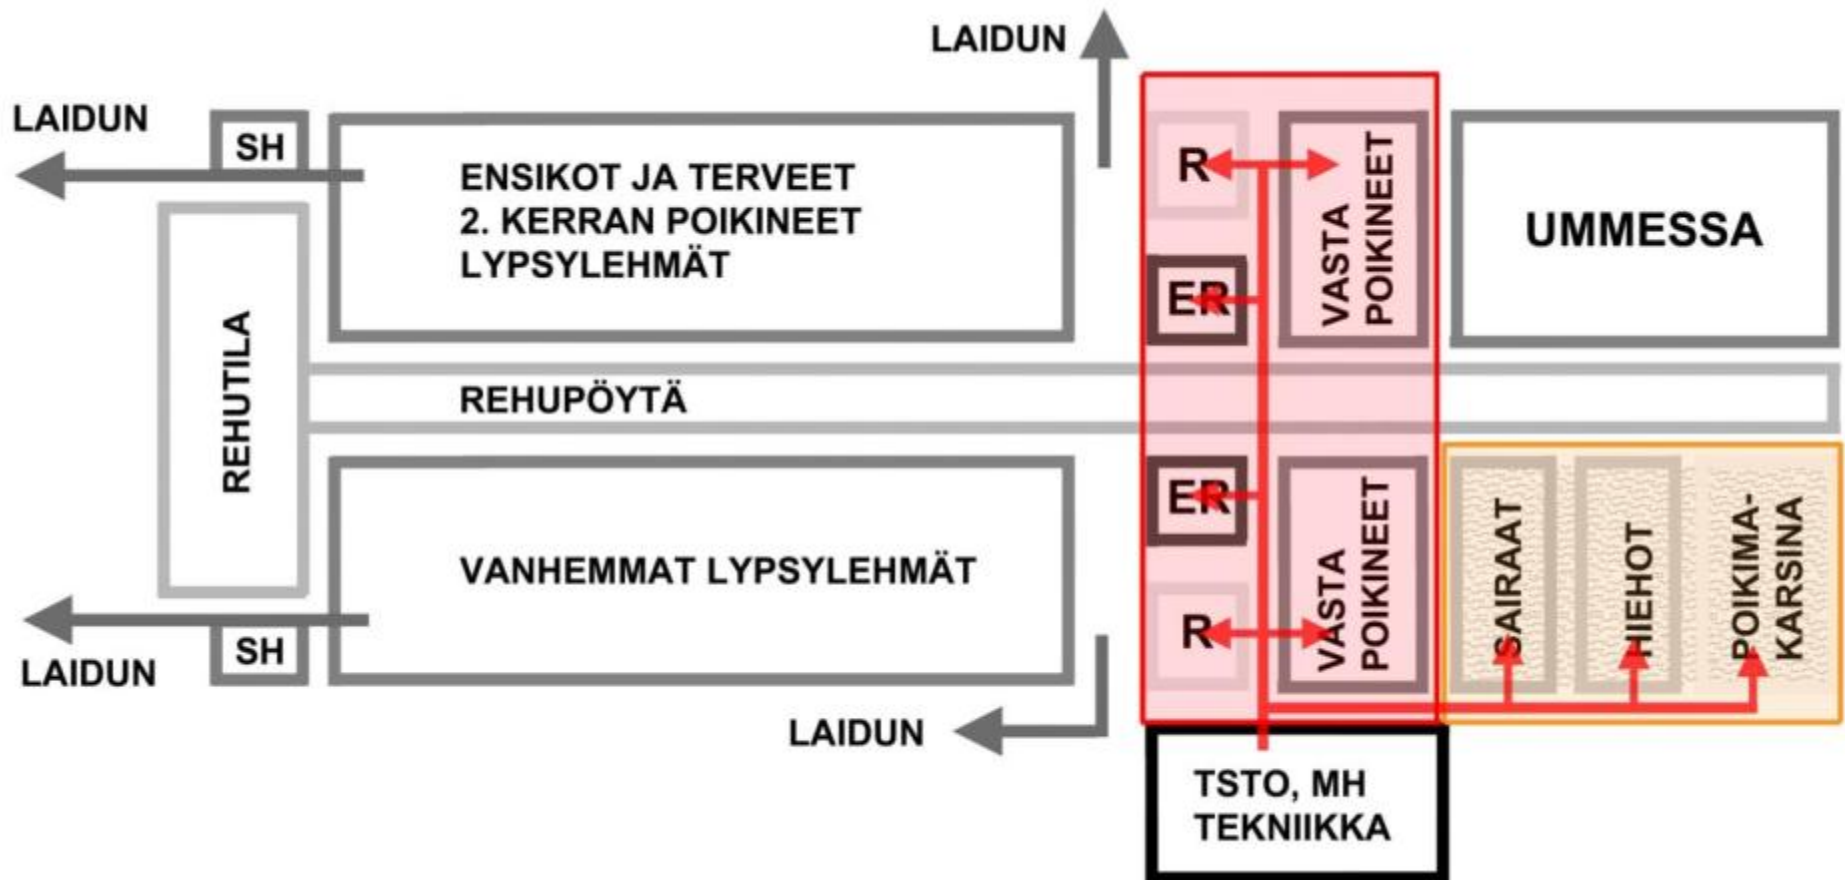 LAIDUN
LAIDUN
SH
ENSIKOT JA TERVEET
2. KERRAN POIKINEET
LYPSYLEHMÄT
R
VASTA
POIKINEET
UMMESSA
ER
REHUTILA
REHUPÖYTÄ
ER
VANHEMMAT LYPSYLEHMÄT
R
VASTA
POIKINEET
SAIRAAT
HIEHOT
POIKIMA-
KARSINA
SH
LAIDUN
LAIDUN
TSTO, MH
TEKNIIKKA